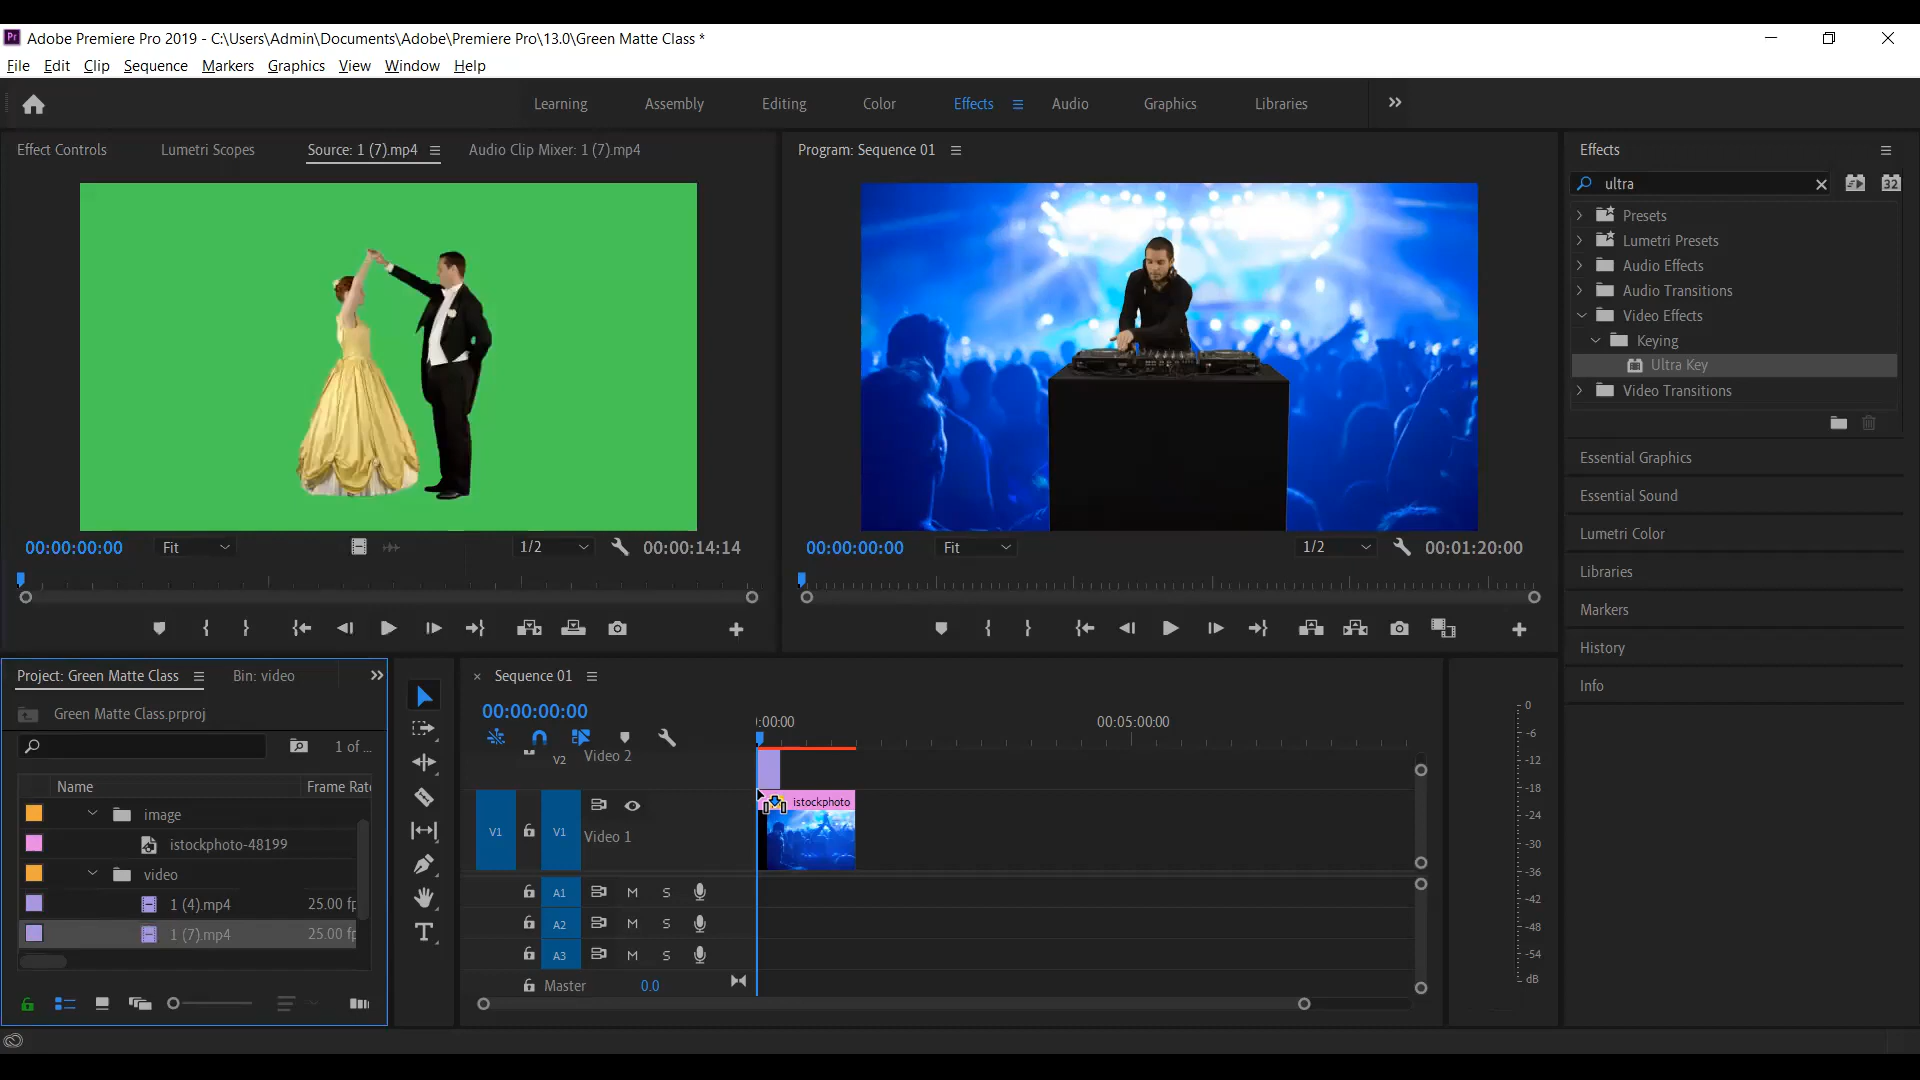 Pr Adobe Premiere Pro 2019 - C:\Users\Admin\Documents\Adobe\Premiere Pro\13.0\Green Matte Class *
File Edit Clip Sequence Markers Graphics View Window Help
Learning Assembly Editing Color Effects Audio Graphics Libraries
Effect Controls Lumetri Scopes Source: 1 (7).mp4 Audio Clip Mixer: 1 (7).mp4
00:00:00:00 Fit 1/2 00:00:14:14
Program: Sequence 01
00:00:00:00 Fit 1/2 00:01:20:00
Effects
ultra
32
Presets
Lumetri Presets
Audio Effects
Audio Transitions
Video Effects
Keying
Ultra Key
Video Transitions
Essential Graphics
Essential Sound
Lumetri Color
Libraries
Markers
History
Info
Project: Green Matte Class Bin: video
Green Matte Class.prproj
1 of ...
Name Frame Rate
image
istockphoto-48199
video
1 (4).mp4 25.00 fp
1 (7).mp4 25.00 fp
Sequence 01
00:00:00:00
:00:00 00:05:00:00
V2 Video 2
istockphoto
V1 V1 Video 1
A1 M S
A2 M S
A3 M S
Master 0.0
0
-6
-12
-18
-24
-30
-36
-42
-48
-54
dB